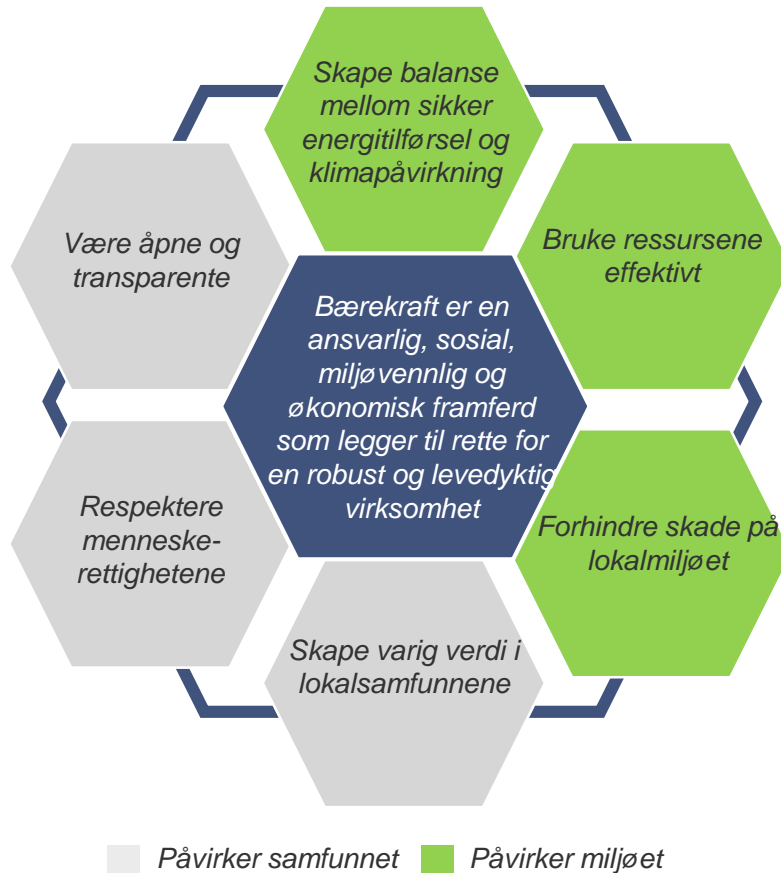 Skape balanse
mellom sikker
energitilførsel og
klimapåvirkning
Være åpne og
transparente
Bruke ressursene
effektivt
Bærekraft er en
ansvarlig, sosial,
miljøvennlig og
økonomisk framferd
som legger til rette for
en robust og levedyktig
virksomhet
Respektere
menneske-
rettighetene
Forhindre skade på
lokalmiljøet
Skape varig verdi i
lokalsamfunnene
Påvirker samfunnet Påvirker miljøet